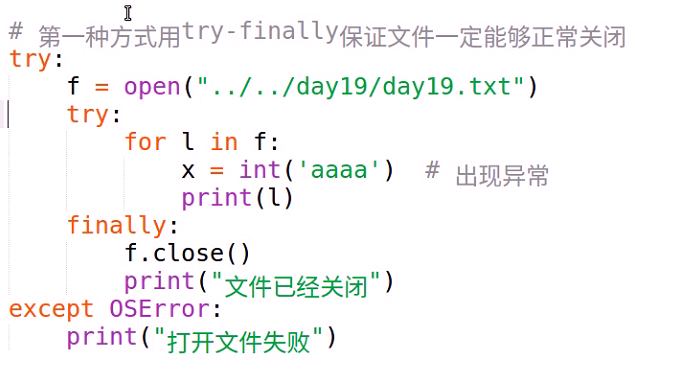 # 第一种方式用try-finally保证文件一定能够正常关闭
try:
    f = open("../../day19/day19.txt")
    try:
        for l in f:
            x = int('aaaa')  # 出现异常
            print(l)
    finally:
        f.close()
        print("文件已经关闭")
except OSError:
    print("打开文件失败")